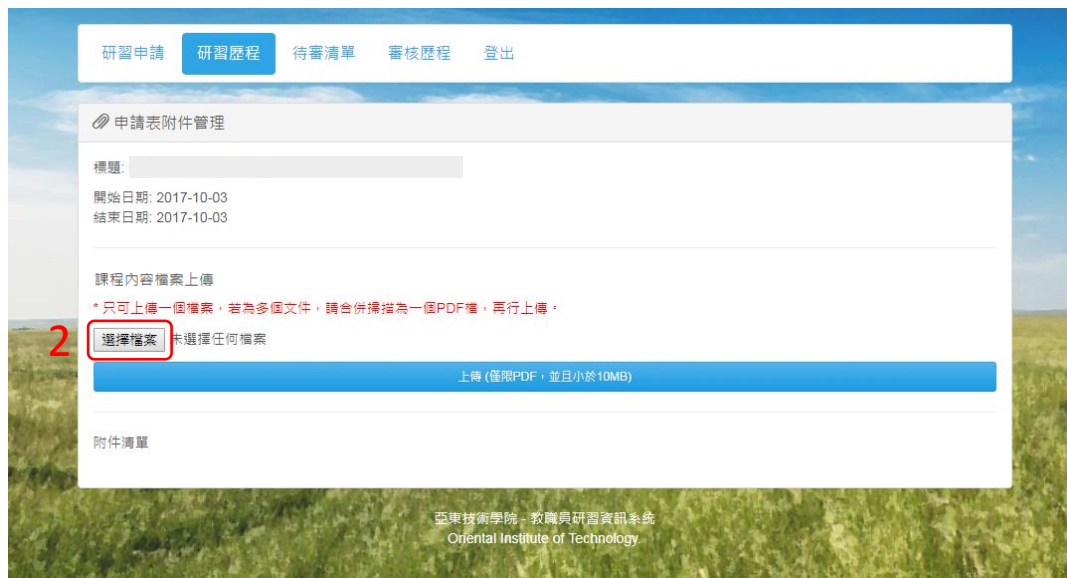 研習申請 研習歷程 待審清單 審核歷程 登出
申請表附件管理
標題:
開始日期: 2017-10-03
結束日期: 2017-10-03
課程內容檔案上傳
* 只可上傳一個檔案，若為多個文件，請合併掃描為一個PDF檔，再行上傳。
2 選擇檔案 未選擇任何檔案
上傳 (僅限PDF，並且小於10MB)
附件清單
亞東技術學院 - 教職員研習資訊系統
Oriental Institute of Technology.